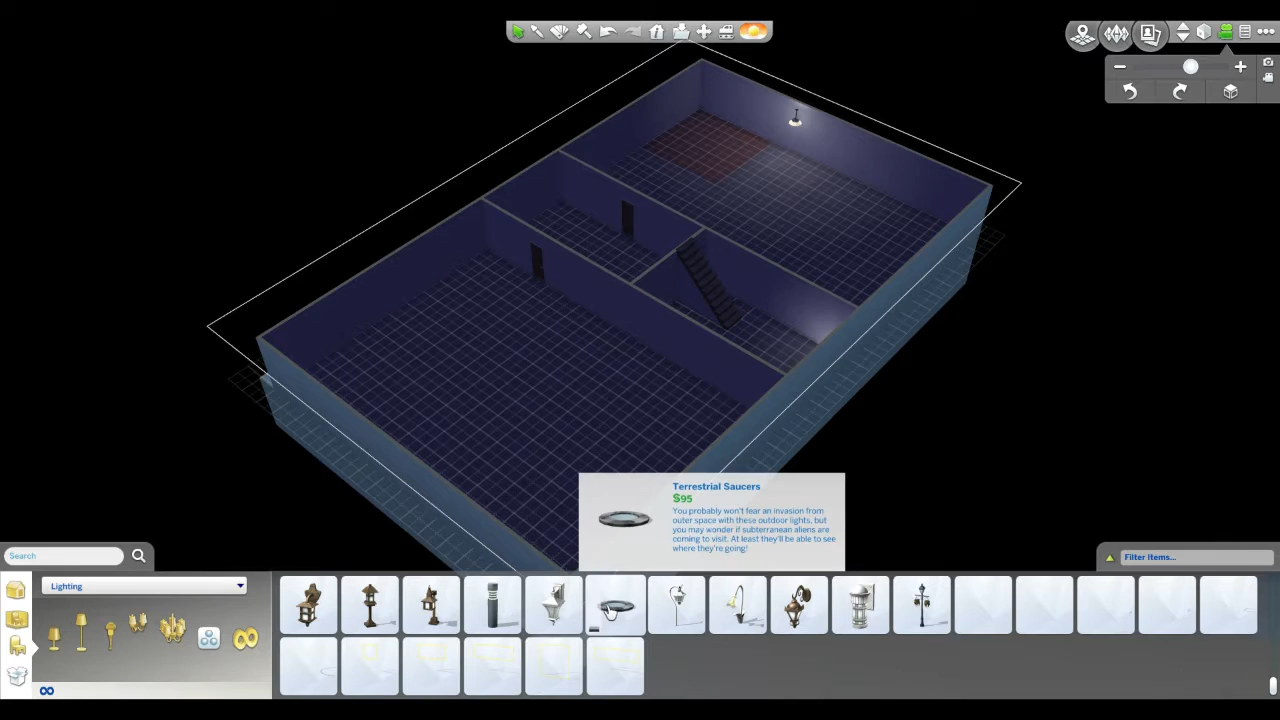 Terrestrial Saucers
$95
You probably won't fear an invasion from
outer space with these outdoor lights, but
you may wonder if subterranean aliens are
coming to visit. At least they'll be able to see
where they're going!
Search
Filter Items...
Lighting